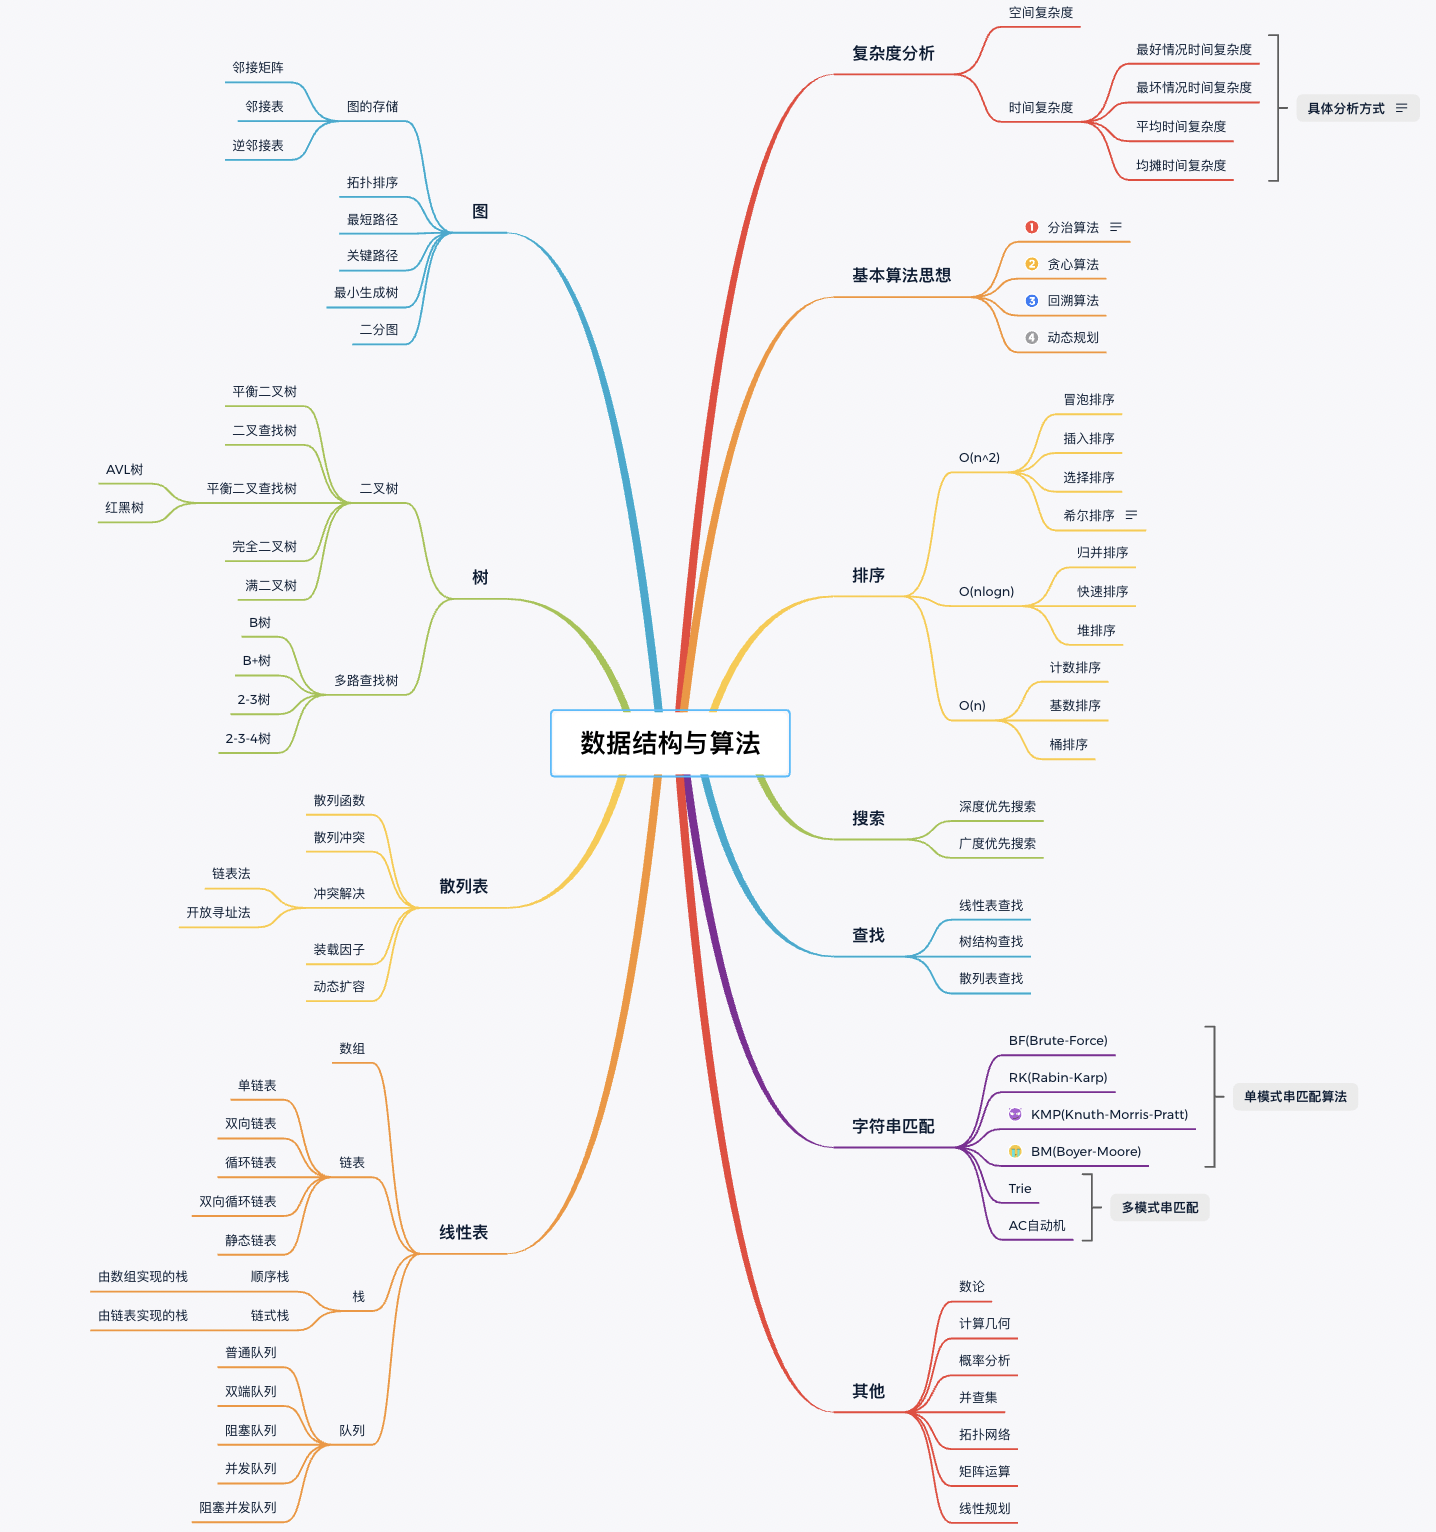 数据结构与算法
复杂度分析
空间复杂度
时间复杂度
最好情况时间复杂度
最坏情况时间复杂度
平均时间复杂度
均摊时间复杂度
具体分析方式
基本算法思想
1 分治算法
2 贪心算法
3 回溯算法
4 动态规划
排序
O(n^2)
冒泡排序
插入排序
选择排序
希尔排序
O(nlogn)
归并排序
快速排序
堆排序
O(n)
计数排序
基数排序
桶排序
搜索
深度优先搜索
广度优先搜索
查找
线性表查找
树结构查找
散列表查找
字符串匹配
BF(Brute-Force)
RK(Rabin-Karp)
KMP(Knuth-Morris-Pratt)
BM(Boyer-Moore)
单模式串匹配算法
Trie
AC自动机
多模式串匹配
其他
数论
计算几何
概率分析
并查集
拓扑网络
矩阵运算
线性规划
图
图的存储
邻接矩阵
邻接表
逆邻接表
拓扑排序
最短路径
关键路径
最小生成树
二分图
树
二叉树
平衡二叉树
二叉查找树
平衡二叉查找树
AVL树
红黑树
完全二叉树
满二叉树
多路查找树
B树
B+树
2-3树
2-3-4树
散列表
散列函数
散列冲突
冲突解决
链表法
开放寻址法
装载因子
动态扩容
线性表
数组
链表
单链表
双向链表
循环链表
双向循环链表
静态链表
栈
顺序栈
由数组实现的栈
链式栈
由链表实现的栈
队列
普通队列
双端队列
阻塞队列
并发队列
阻塞并发队列